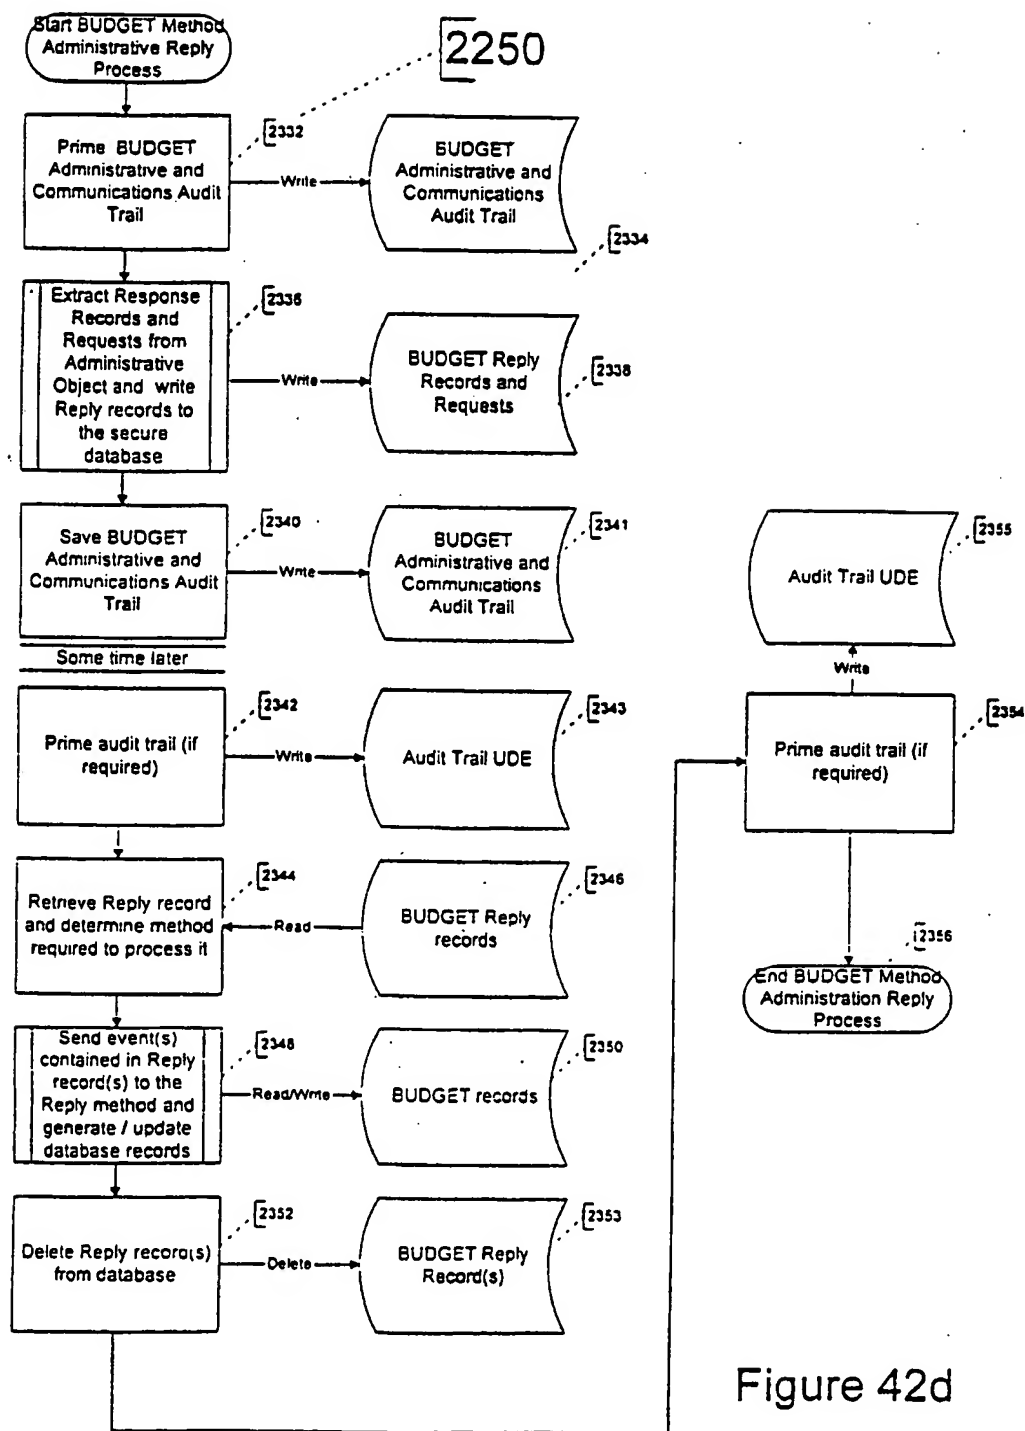 Start BUDGET Method
Administrative Reply
Process
2250
2332
Prime BUDGET
Administrative and
Communications Audit
Trail
Write
BUDGET
Administrative and
Communications
Audit Trail
2334
2336
Extract Response
Records and
Requests from
Administrative
Object and write
Reply records to
the secure
database
Write
BUDGET Reply
Records and
Requests
2338
2340
Save BUDGET
Administrative and
Communications Audit
Trail
Write
BUDGET
Administrative and
Communications
Audit Trail
2341
Some time later
2342
Prime audit trail (if
required)
Write
Audit Trail UDE
2343
2344
Retrieve Reply record
and determine method
required to process it
Read
BUDGET Reply
records
2346
2348
Send event(s)
contained in Reply
record(s) to the
Reply method and
generate / update
database records
Read/Write
BUDGET records
2350
2352
Delete Reply record(s)
from database
Delete
BUDGET Reply
Record(s)
2353
2355
Audit Trail UDE
Write
2354
Prime audit trail (if
required)
2356
End BUDGET Method
Administration Reply
Process
Figure 42d